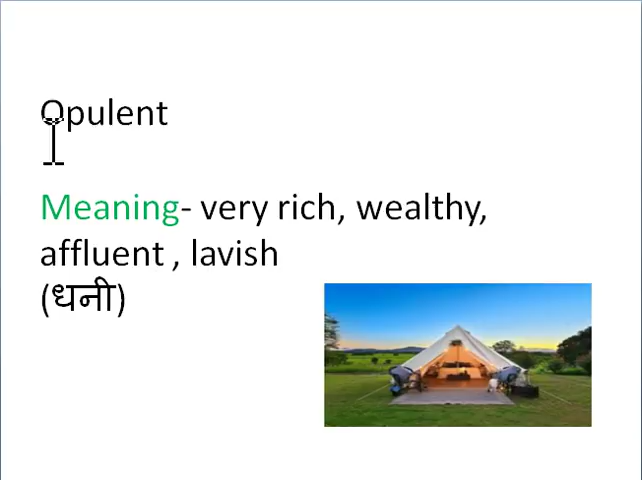 Opulent
Meaning- very rich, wealthy,
affluent , lavish
(धनी)